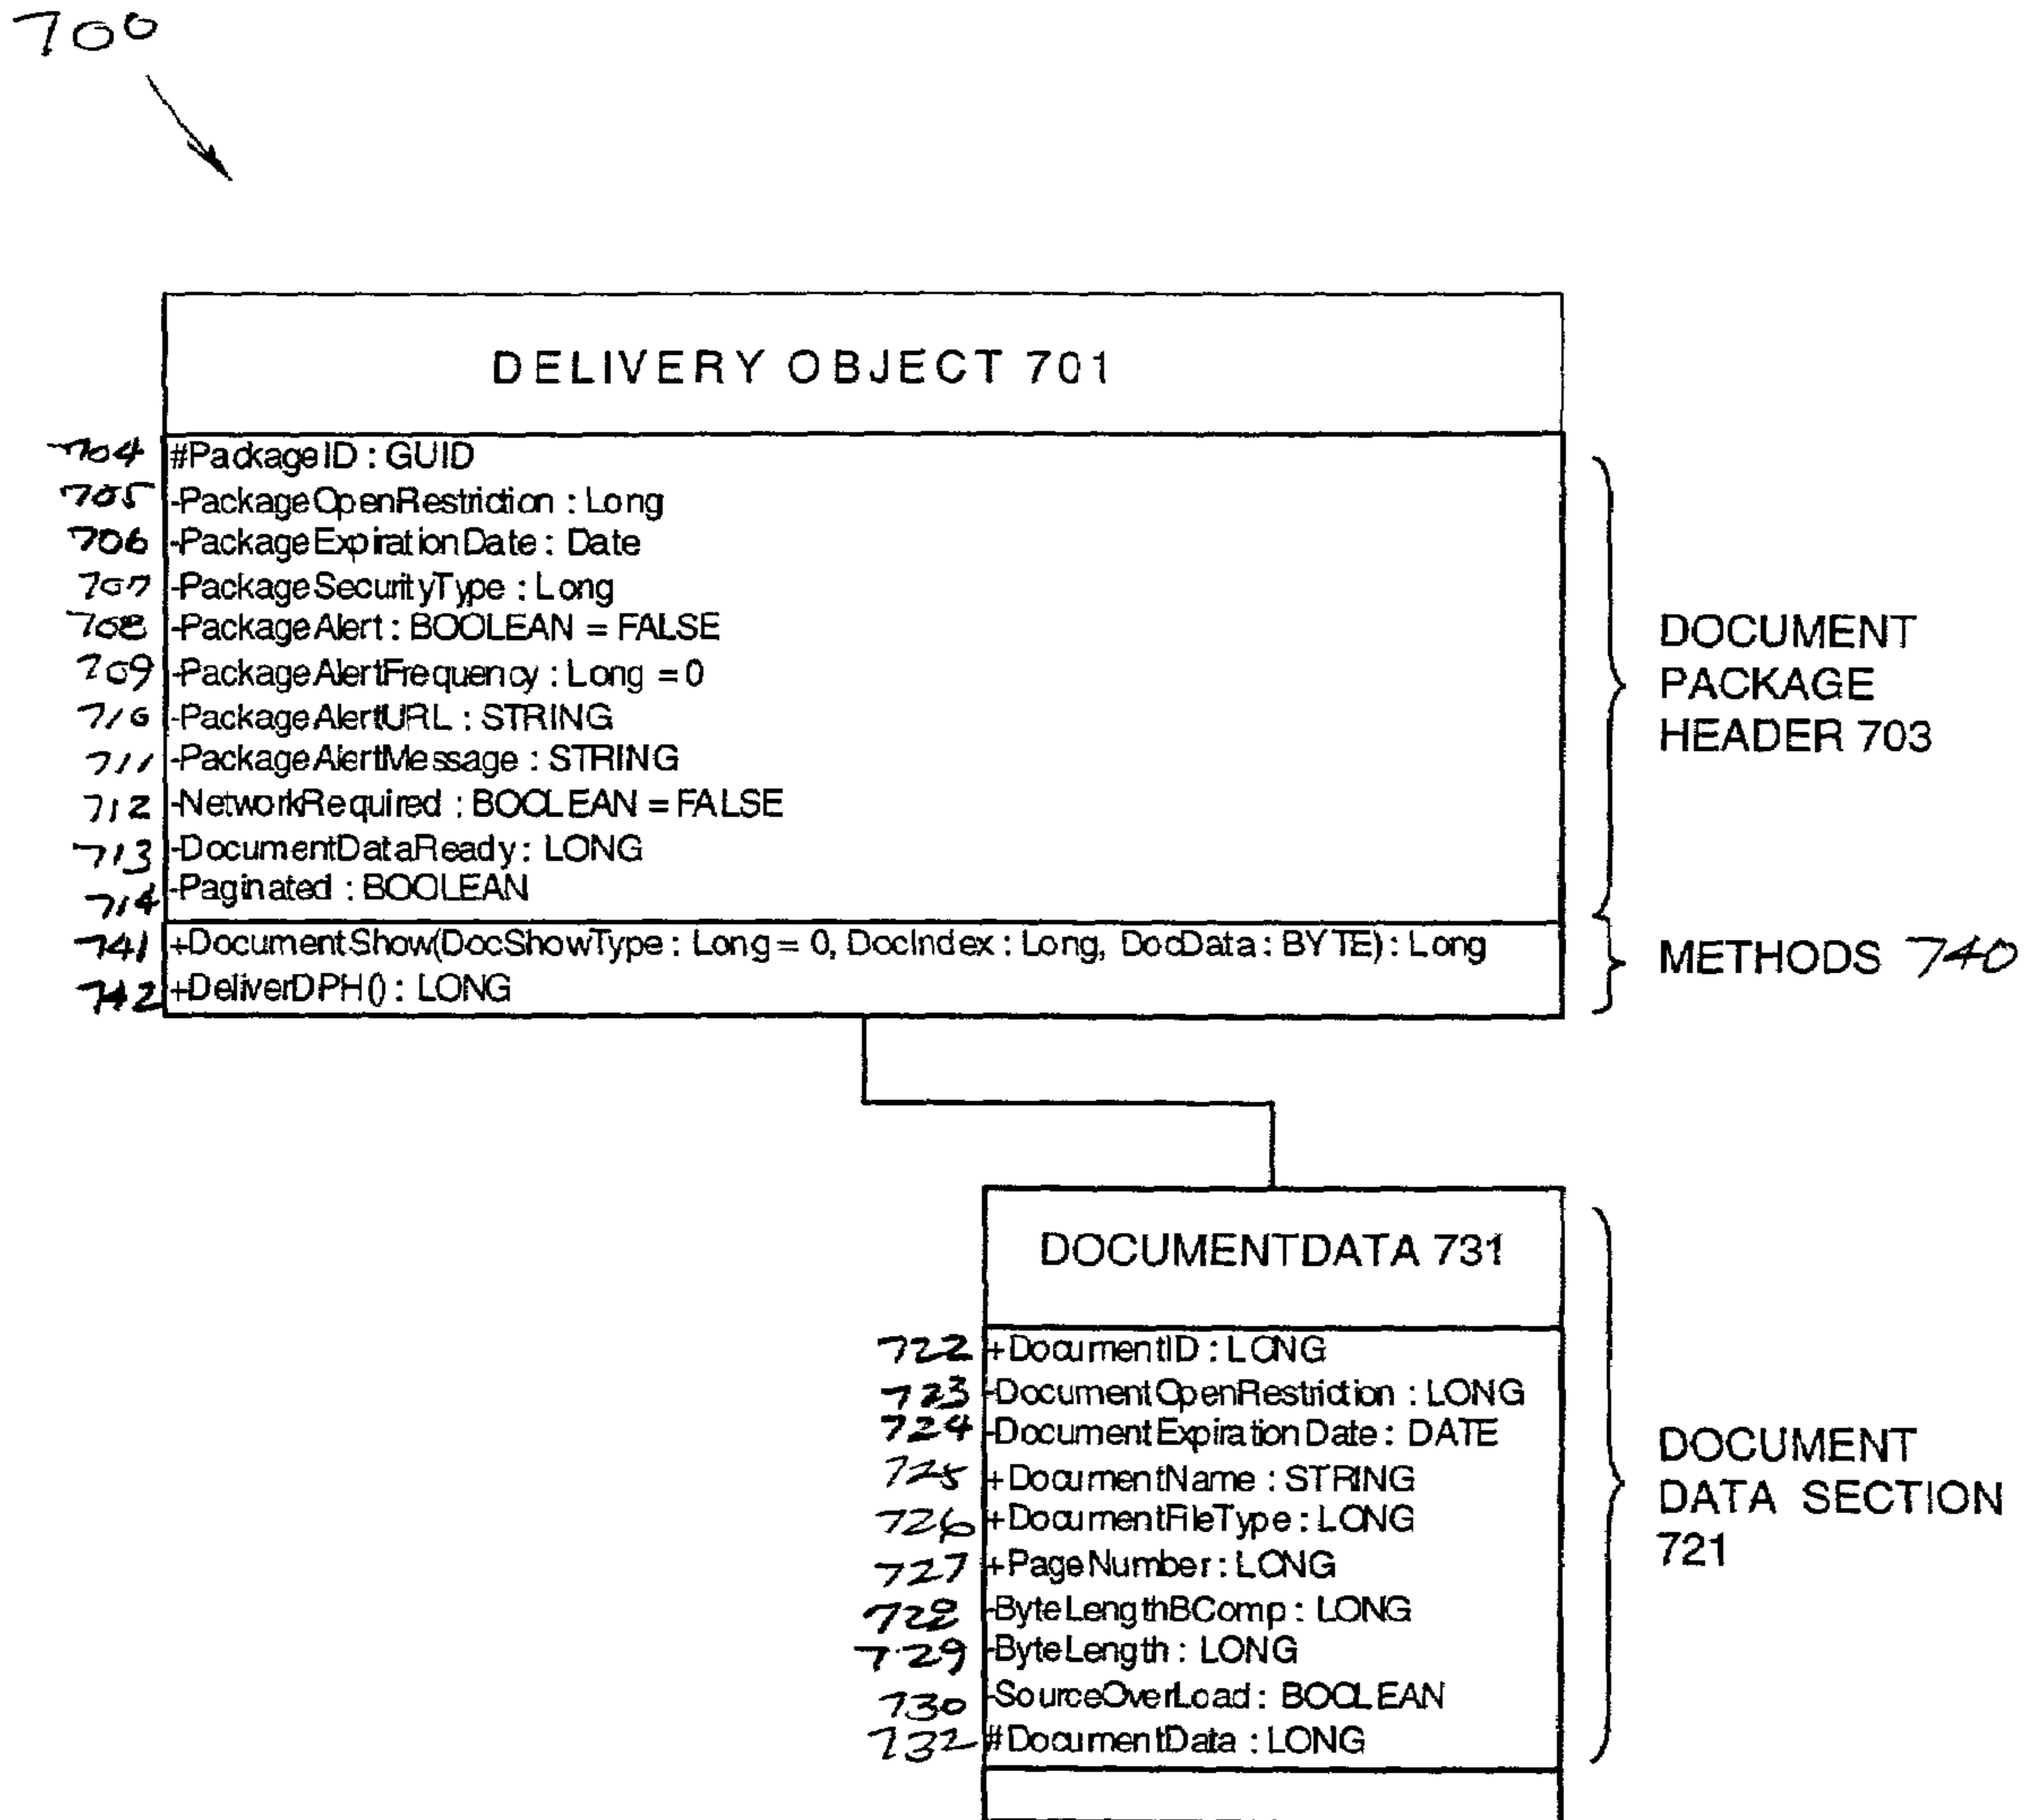 700
DELIVERY OBJECT 701
704 #PackageID : GUID
705 -PackageOpenRestriction : Long
706 -PackageExpirationDate : Date
707 -PackageSecurityType : Long
708 -PackageAlert : BOOLEAN = FALSE
709 -PackageAlertFrequency : Long = 0
710 -PackageAlertURL : STRING
711 -PackageAlertMessage : STRING
712 -NetworkRequired : BOOLEAN = FALSE
713 -DocumentDataReady : LONG
714 -Paginated : BOOLEAN
DOCUMENT
PACKAGE
HEADER 703
741 +DocumentShow(DocShowType : Long = 0, DocIndex : Long, DocData : BYTE) : Long
742 +DeliverDPH() : LONG
METHODS 740
DOCUMENTDATA 731
722 +DocumentID : LONG
723 -DocumentOpenRestriction : LONG
724 -DocumentExpirationDate : DATE
725 +DocumentName : STRING
726 +DocumentFileType : LONG
727 +PageNumber : LONG
728 -ByteLengthBComp : LONG
729 -ByteLength : LONG
730 -SourceOverLoad : BOOLEAN
732 #DocumentData : LONG
DOCUMENT
DATA SECTION
721